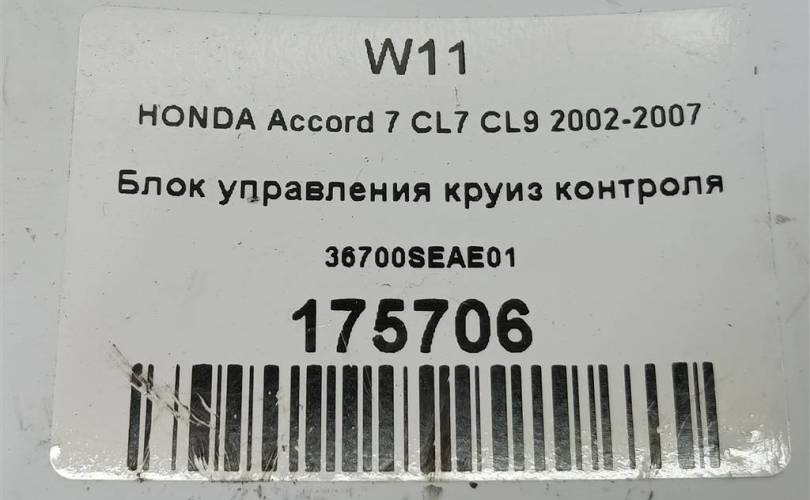 W11
HONDA Accord 7 CL7 CL9 2002-2007
Блок управления круиз контроля
36700SEAE01
175706